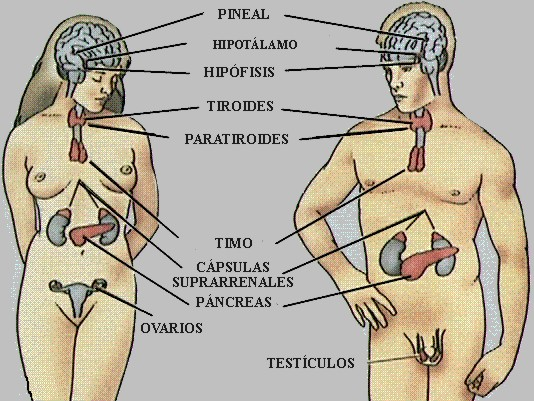 PINEAL
HIPOTÁLAMO
HIPÓFISIS
TIROIDES
PARATIROIDES
TIMO
CÁPSULAS
SUPRARRENALES
PÁNCREAS
OVARIOS
TESTÍCULOS